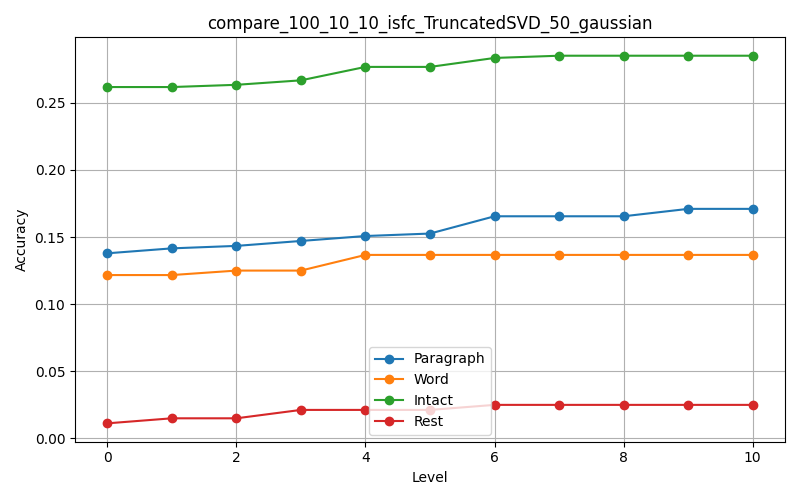 compare_100_10_10_isfc_TruncatedSVD_50_gaussian
Accuracy
0.25
0.20
0.15
0.10
0.05
0.00
Paragraph
Word
Intact
Rest
0 2 4 6 8 10
Level